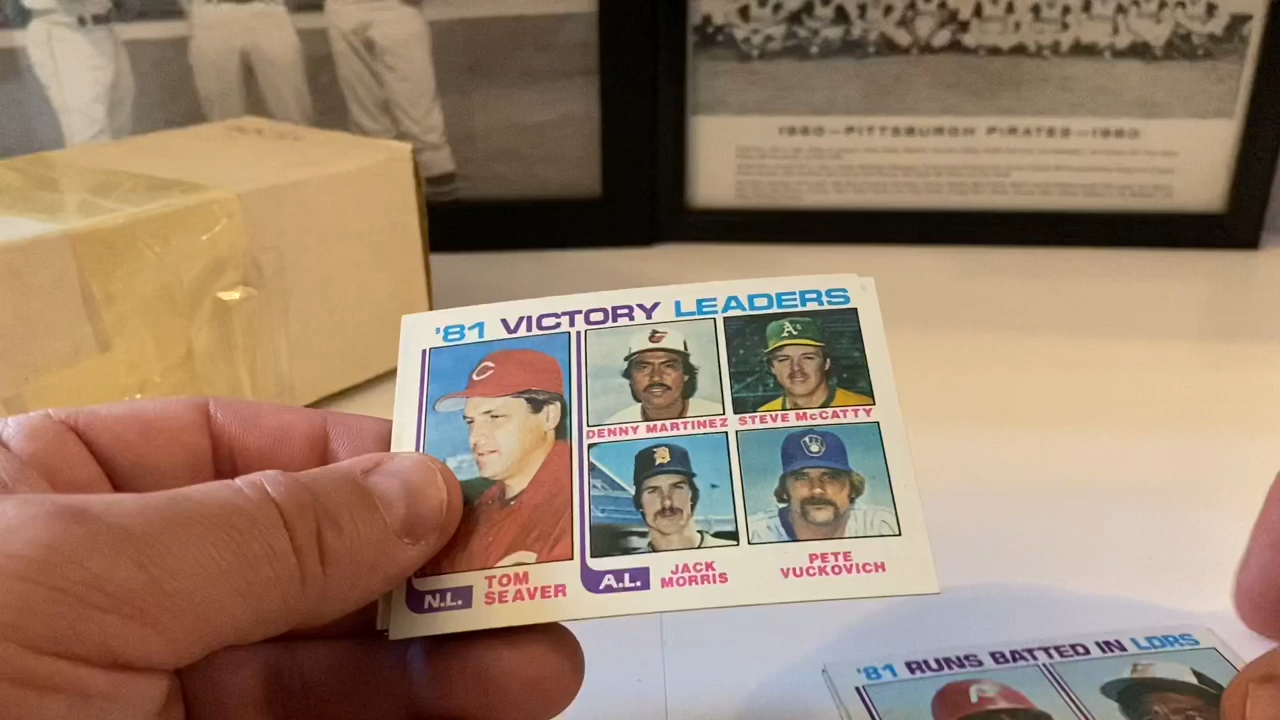 1960-PITTSBURGH PIRATES-1960
'81 VICTORY LEADERS
DENNY MARTINEZ
STEVE McCATTY
TOM
SEAVER
N.L.
A.L.
JACK
MORRIS
PETE
VUCKOVICH
'81 RUNS BATTED IN LDRS